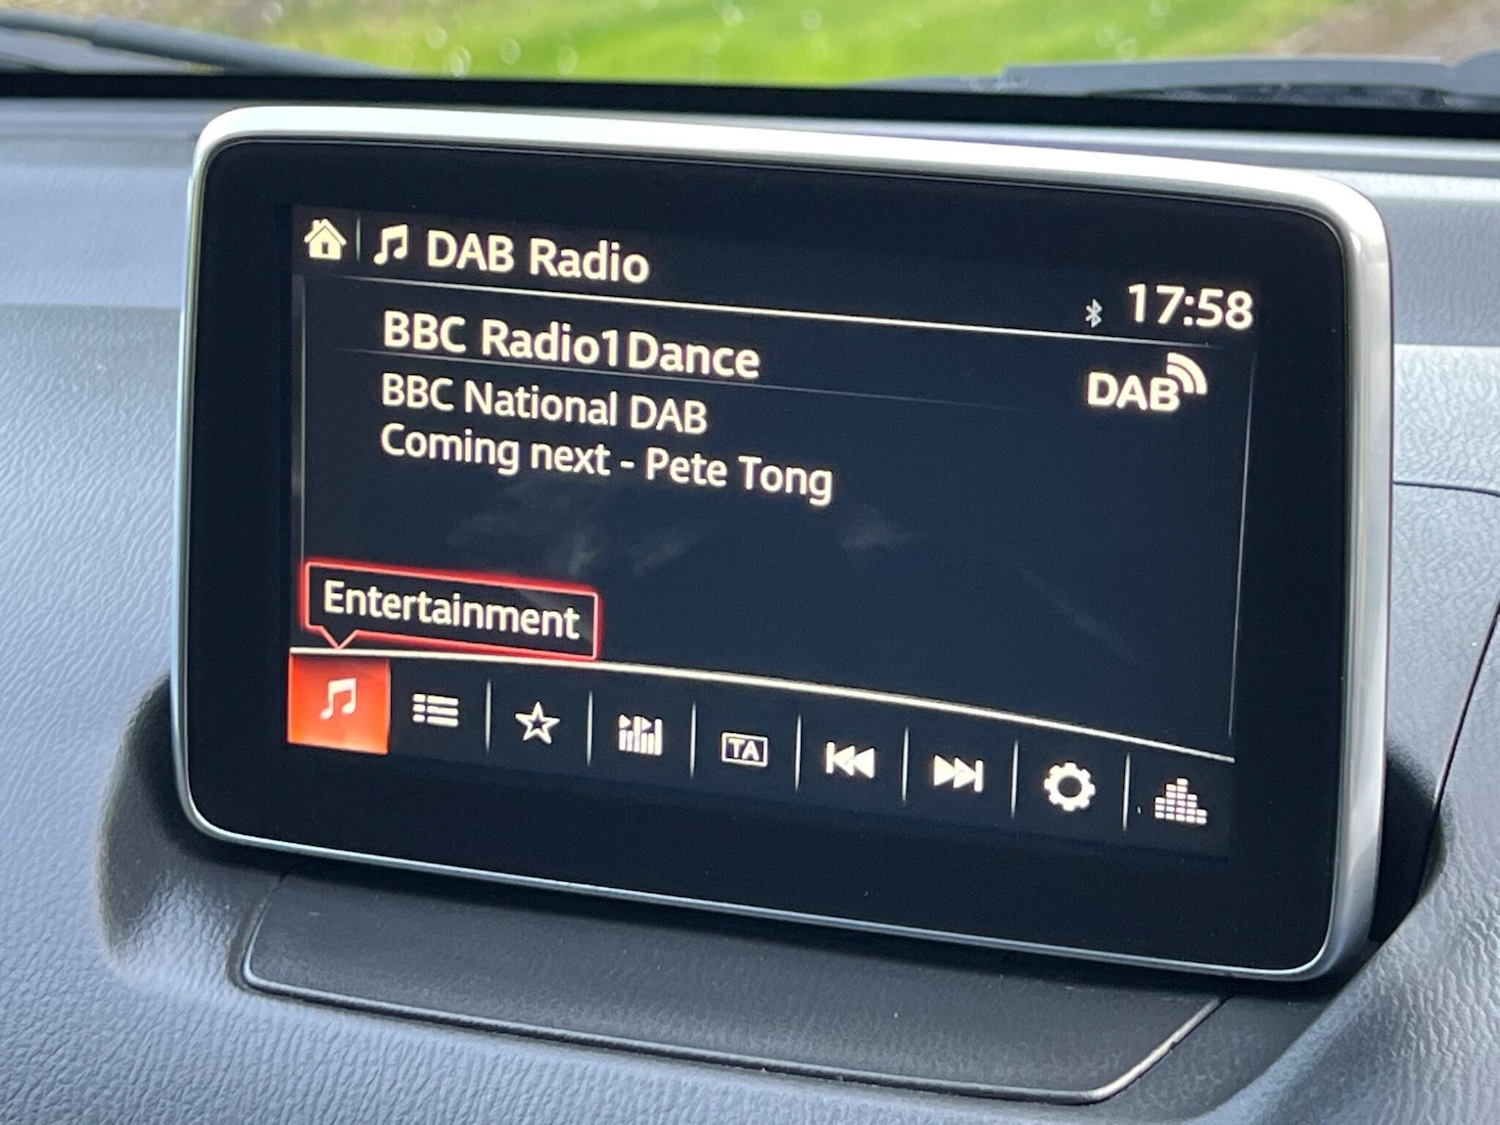 DAB Radio
17:58
BBC Radio1Dance
DAB
BBC National DAB
Coming next - Pete Tong
Entertainment
TA